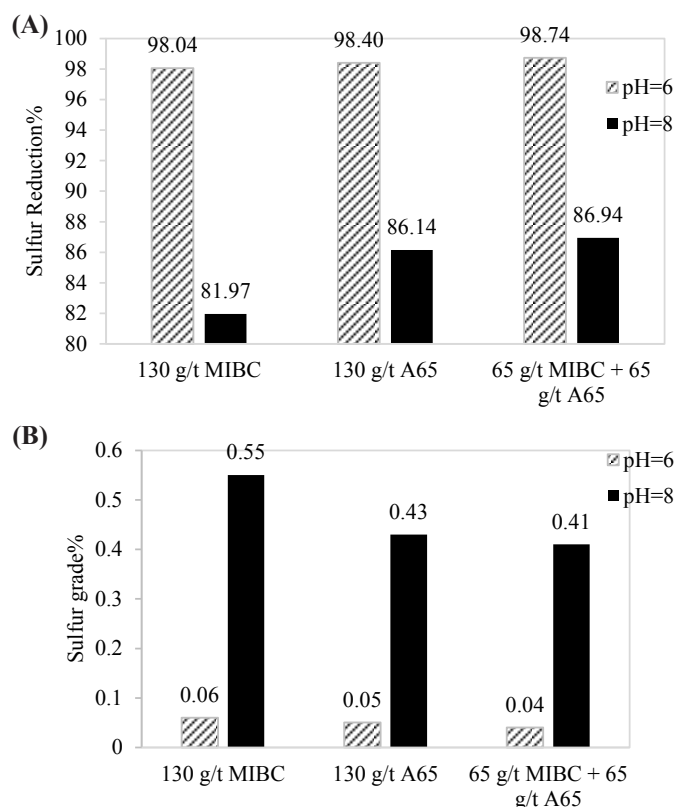 (A)
Sulfur Reduction%
100
98
96
94
92
90
88
86
84
82
80
98.04
98.40
98.74
81.97
86.14
86.94
pH=6
pH=8
130 g/t MIBC
130 g/t A65
65 g/t MIBC + 65
g/t A65
(B)
Sulfur grade%
0.6
0.5
0.4
0.3
0.2
0.1
0
0.55
0.43
0.41
0.06
0.05
0.04
pH=6
pH=8
130 g/t MIBC
130 g/t A65
65 g/t MIBC + 65
g/t A65